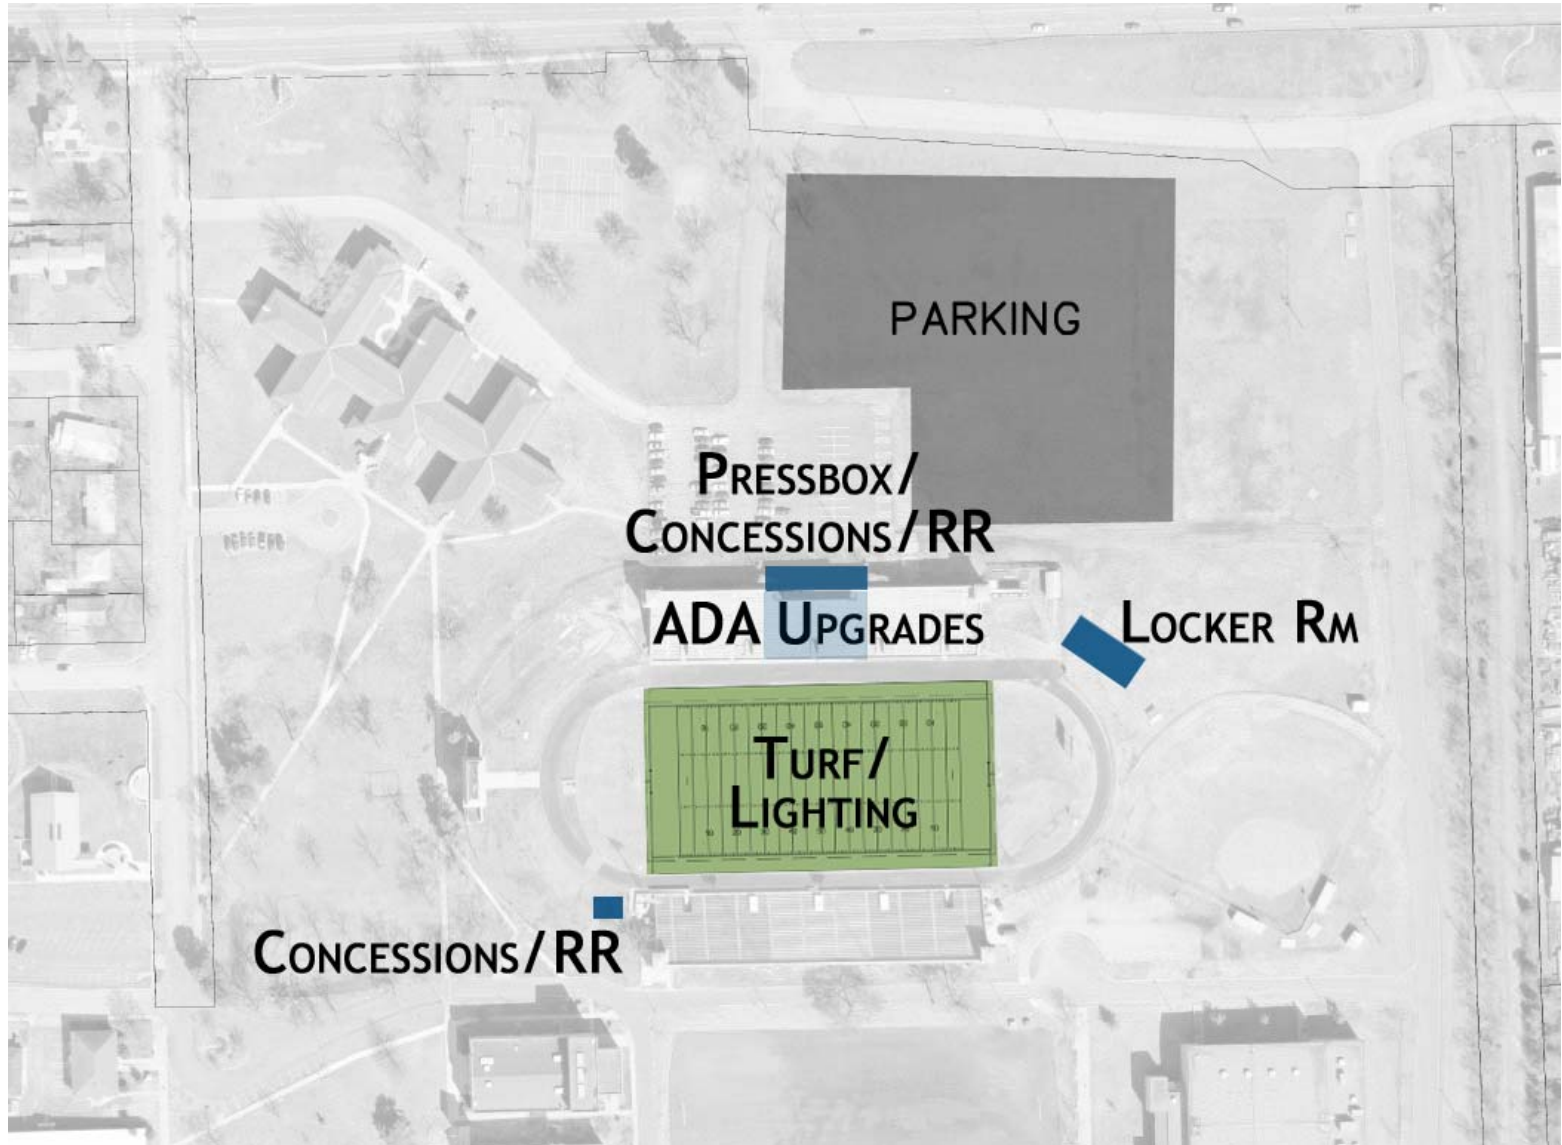 PARKING
PRESSBOX/
CONCESSIONS/RR
ADA UPGRADES
LOCKER RM
TURF/
LIGHTING
CONCESSIONS/RR